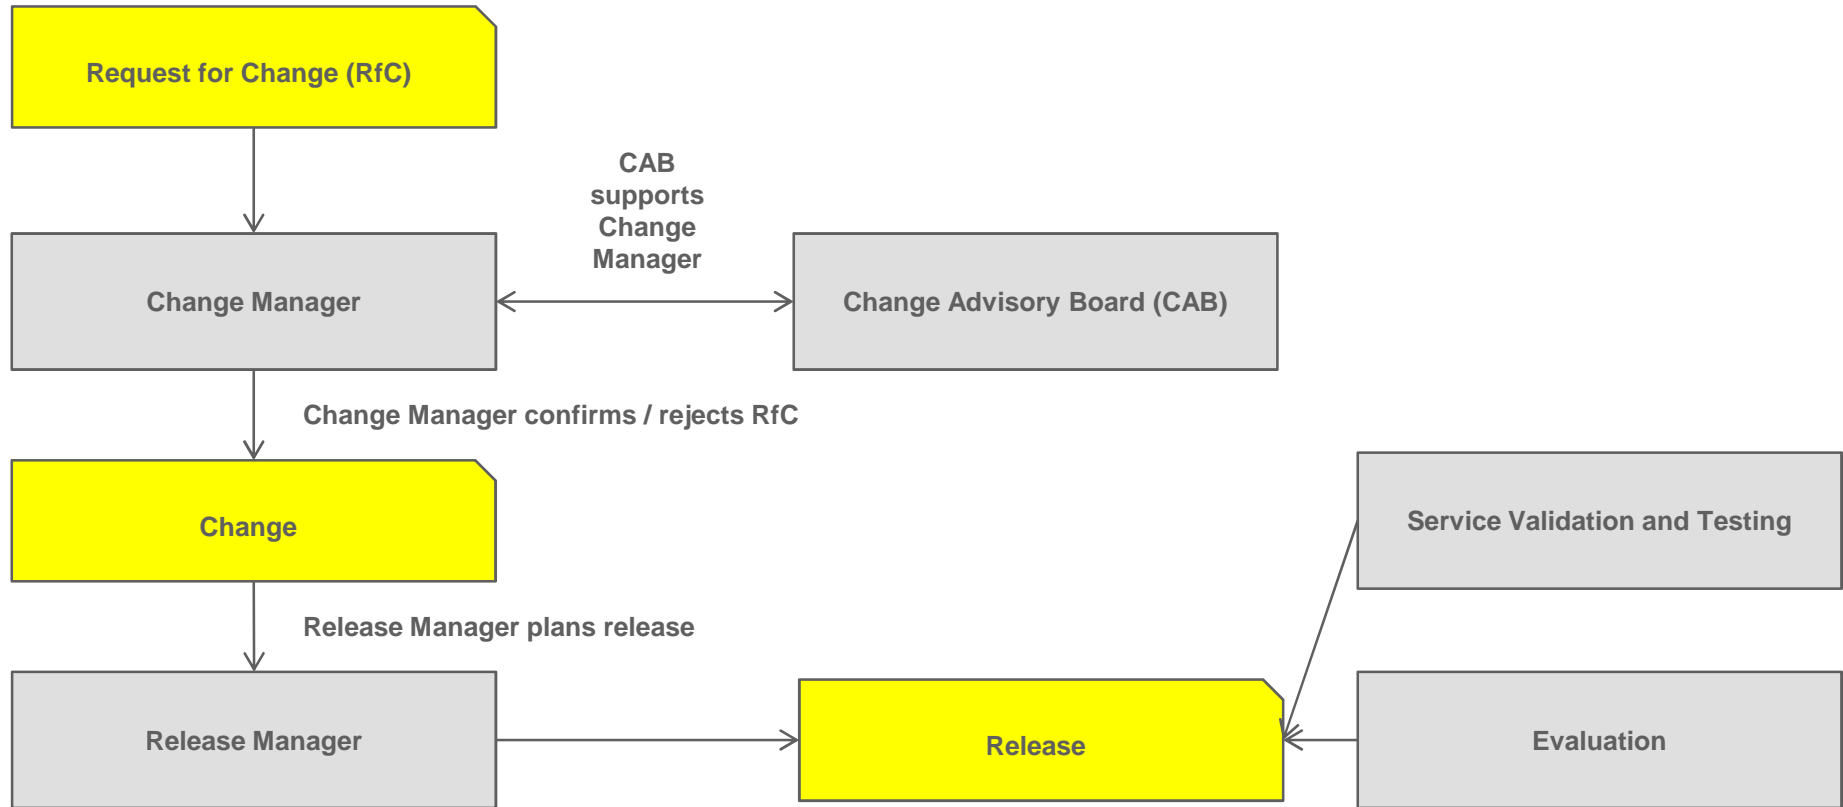 Request for Change (RfC)
CAB
supports
Change
Manager
Change Manager
Change Advisory Board (CAB)
Change Manager confirms / rejects RfC
Change
Service Validation and Testing
Release Manager plans release
Release Manager
Release
Evaluation